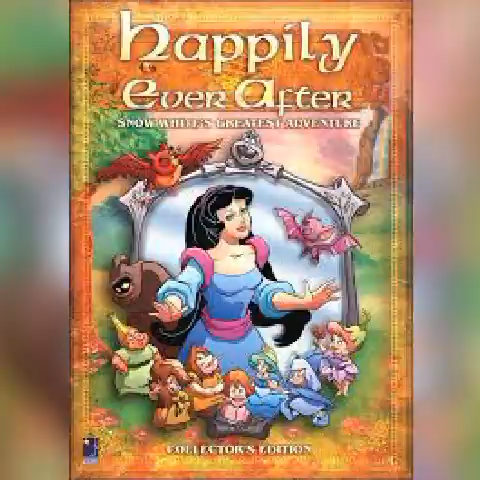 Happily
Ever After
SNOW WHITE'S GREATEST ADVENTURE
COLLECTOR'S EDITION